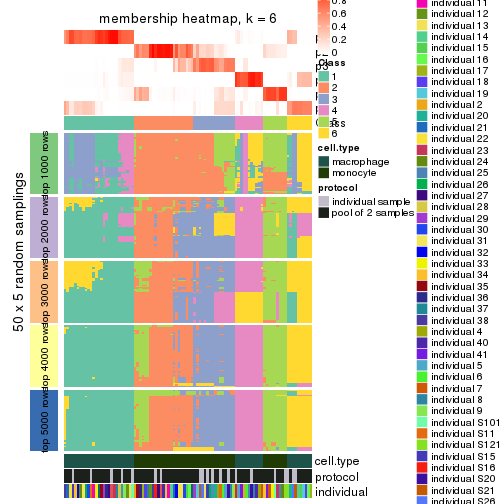 membership heatmap, k = 6
50 x 5 random samplings
top 2000 rows
top 3000 rows
top 4000 rows
top 5000 rows
cell.type
protocol
individual
0.8
0.6
0.4
0.2
0
Class
1
2
3
4
6
cell.type
macrophage
monocyte
protocol
individual sample
pool of 2 samples
individual 11
individual 12
individual 13
individual 14
individual 15
individual 16
individual 17
individual 18
individual 19
individual 2
individual 20
individual 21
individual 22
individual 23
individual 24
individual 25
individual 26
individual 27
individual 28
individual 29
individual 30
individual 31
individual 32
individual 33
individual 34
individual 35
individual 36
individual 37
individual 38
individual 4
individual 40
individual 41
individual 5
individual 6
individual 7
individual 8
individual 9
individual S101
individual S11
individual S121
individual S15
individual S16
individual S20
individual S22
individual S26